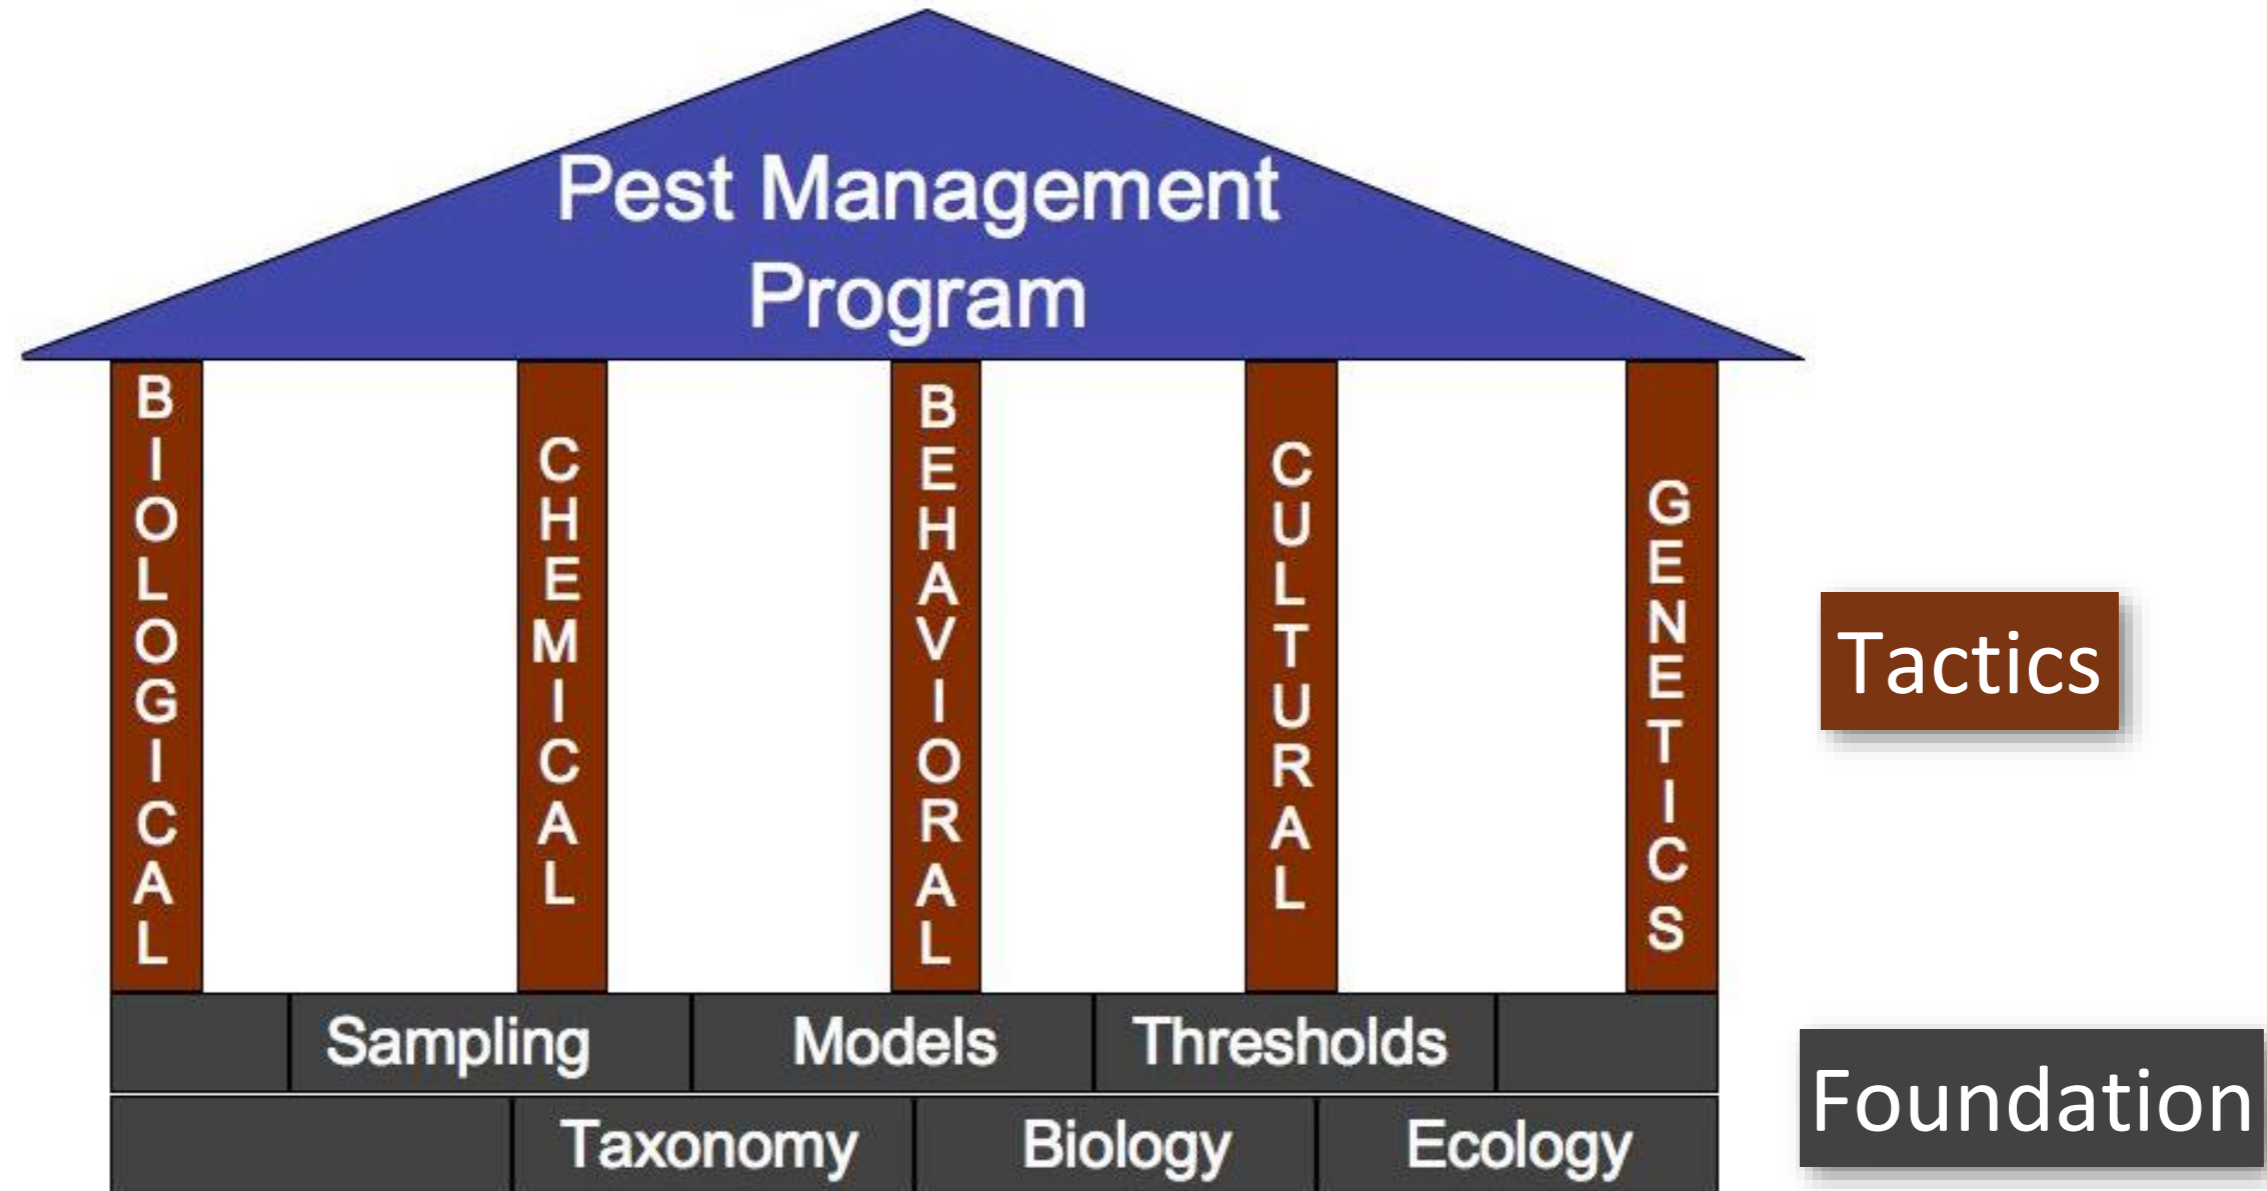 Pest Management
Program
BIOLOGICAL
CHEMICAL
BEHAVIORAL
CULTURAL
GENETICS
Tactics
Sampling
Models
Thresholds
Taxonomy
Biology
Ecology
Foundation